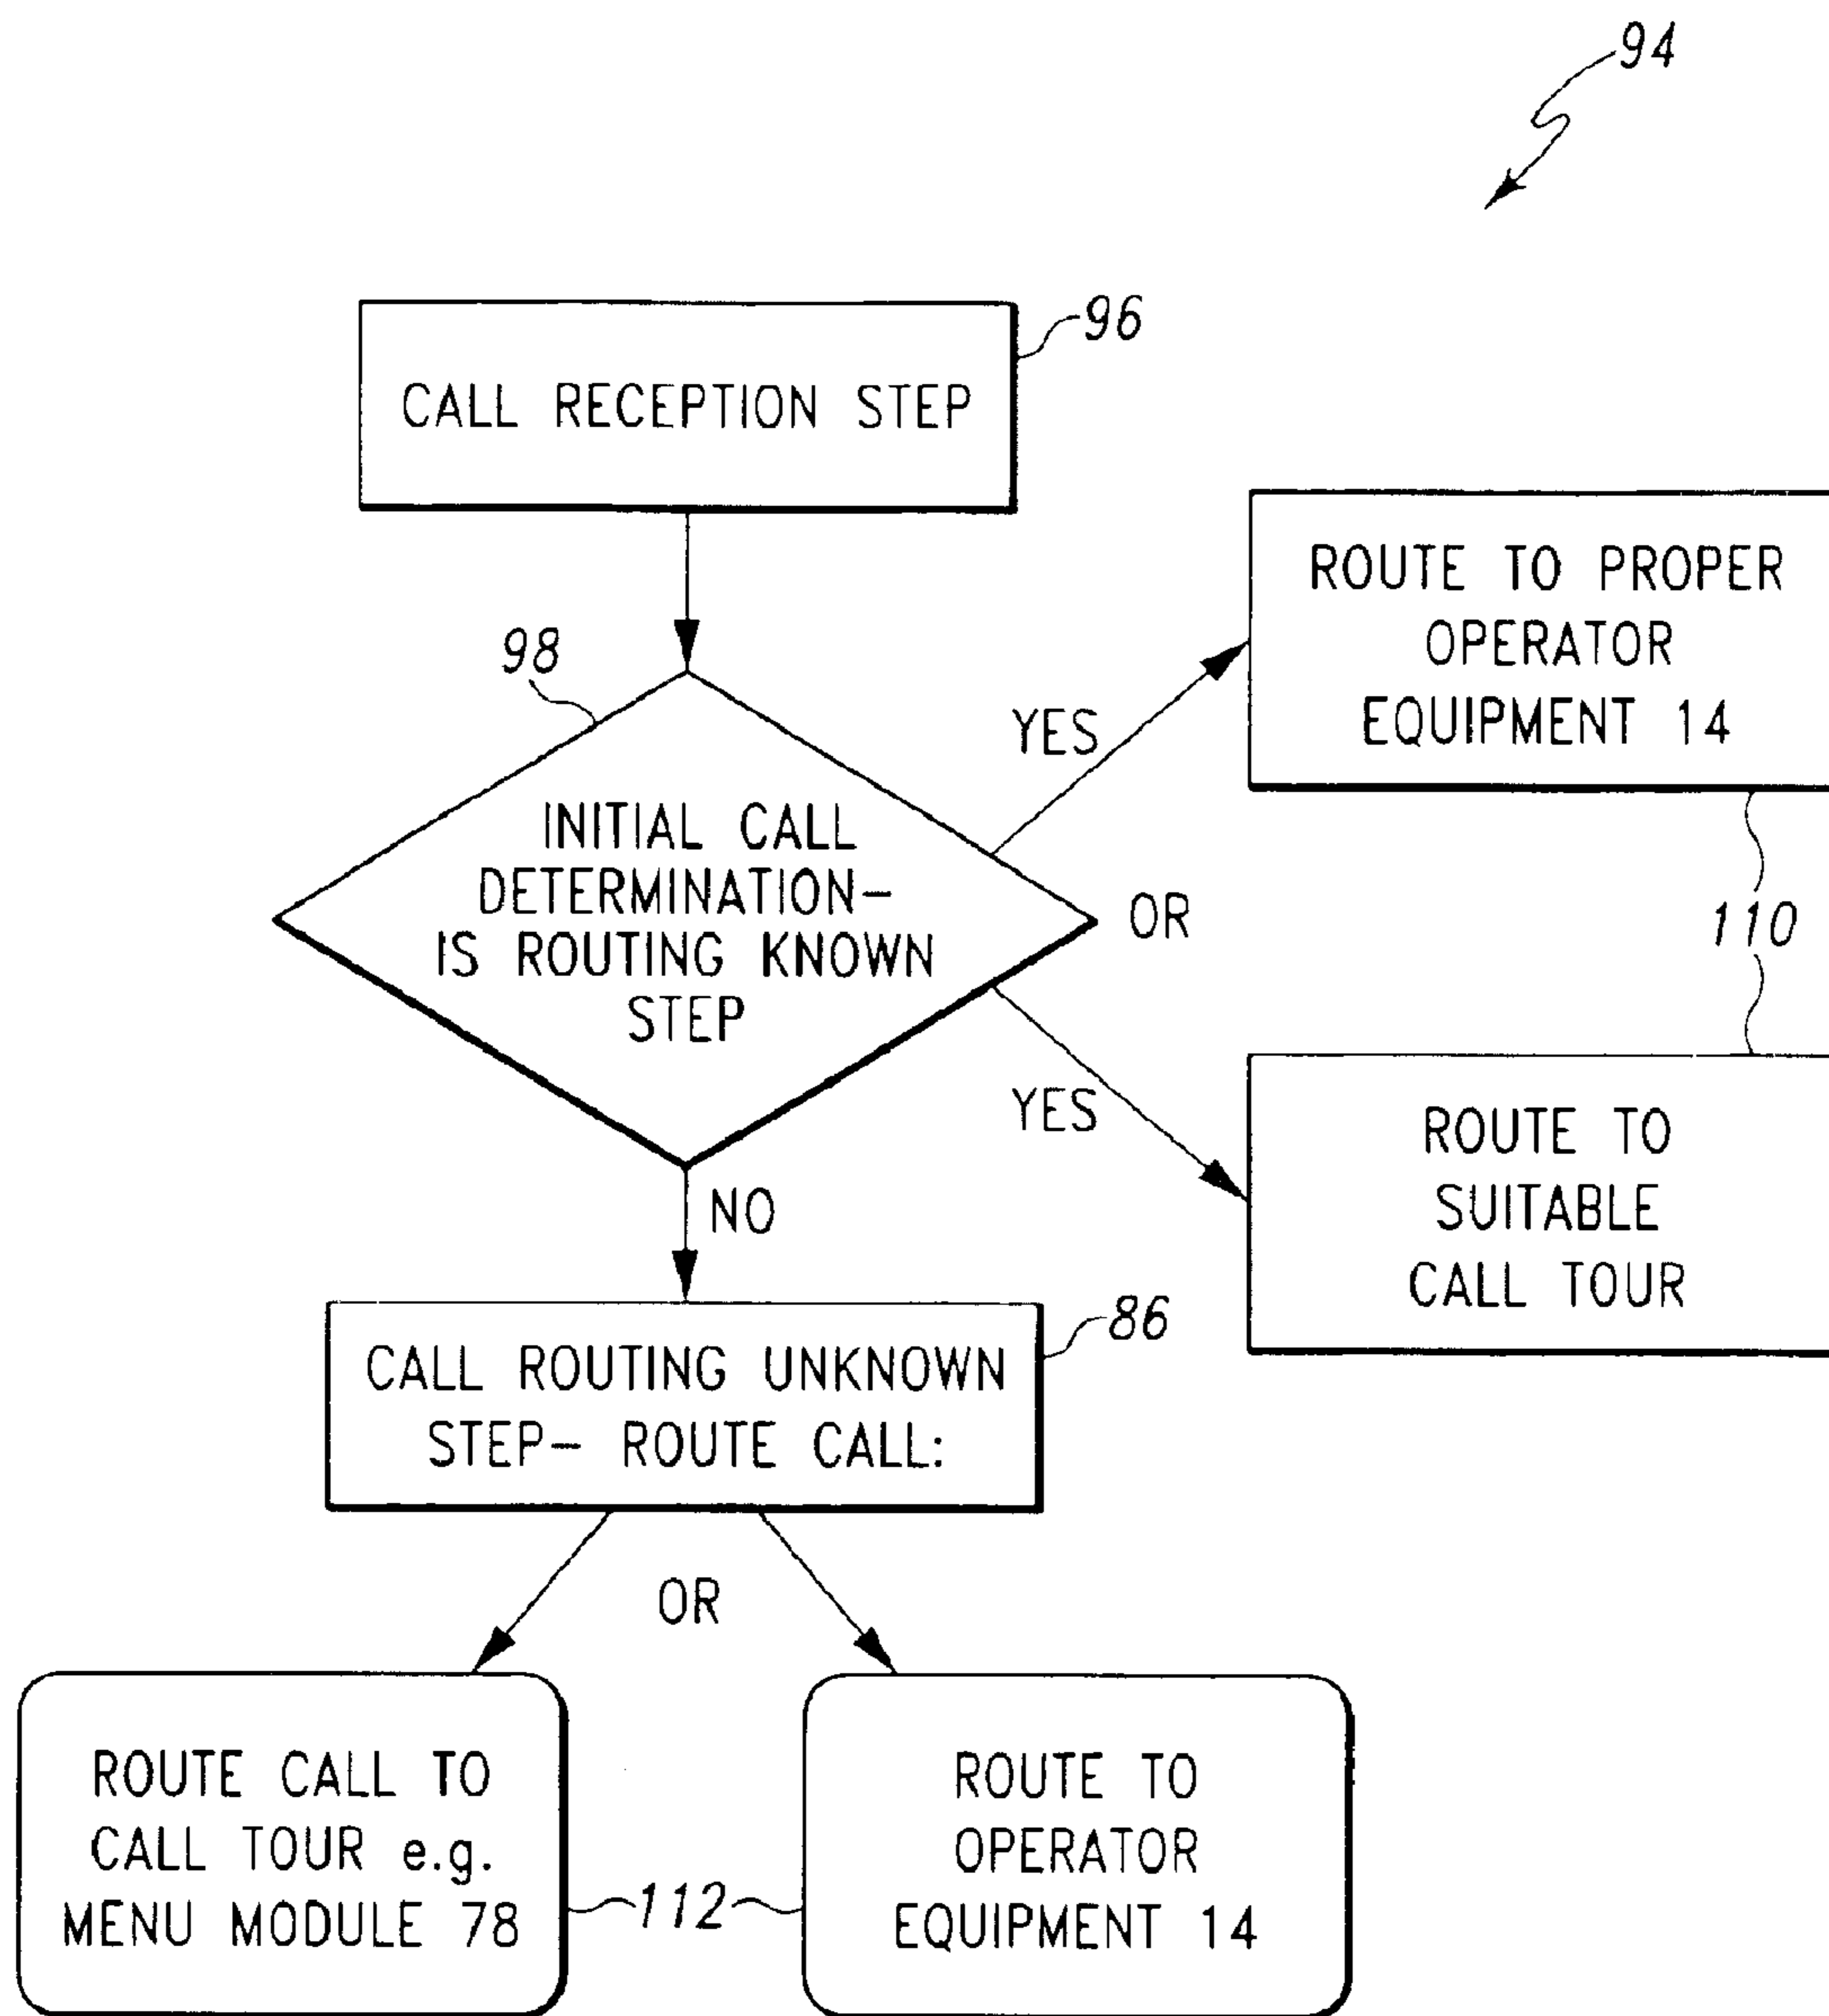 94
96
CALL RECEPTION STEP
98
INITIAL CALL
DETERMINATION-
IS ROUTING KNOWN
STEP
YES
OR
YES
NO
ROUTE TO PROPER
OPERATOR
EQUIPMENT 14
110
ROUTE TO
SUITABLE
CALL TOUR
86
CALL ROUTING UNKNOWN
STEP- ROUTE CALL:
OR
ROUTE CALL TO
CALL TOUR e.g.
MENU MODULE 78
112
ROUTE TO
OPERATOR
EQUIPMENT 14